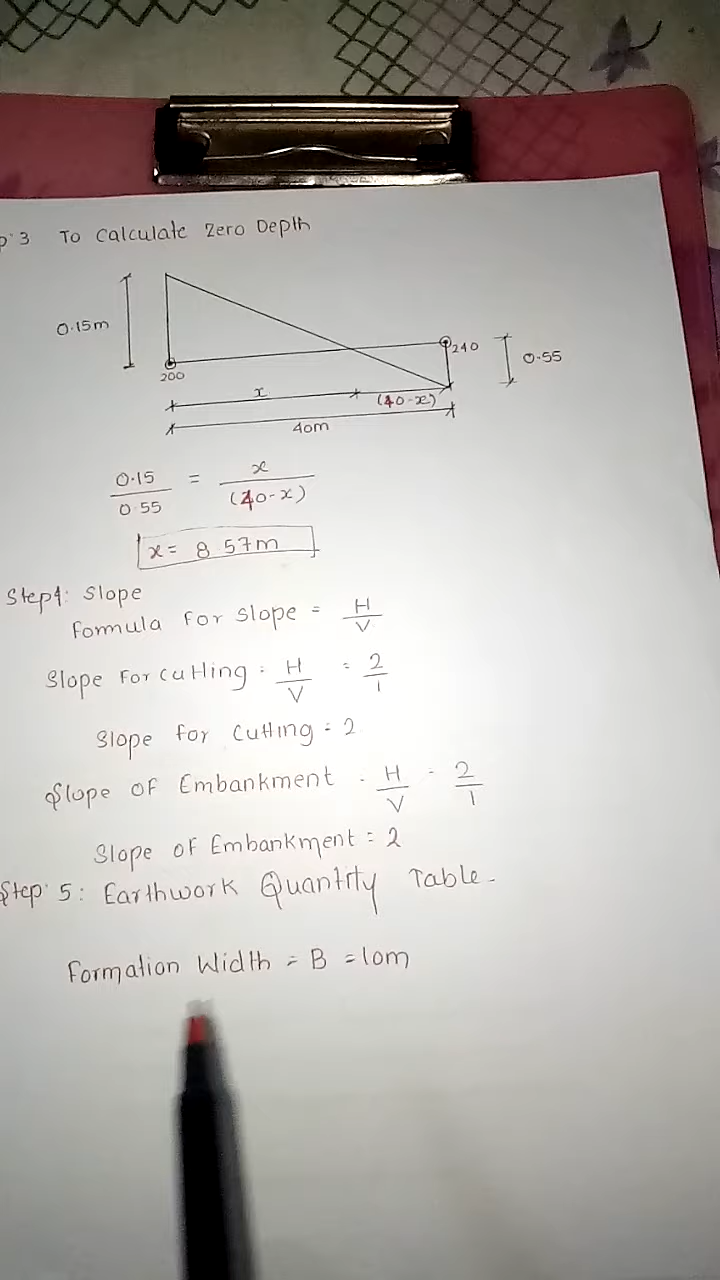 p 3 To Calculate Zero Depth
0.15m
200
240
0.55
x
(40-x)
40m
0.15 / 0.55 = x / (40-x)
x = 8.57m
Step4: Slope
Formula For Slope = H / V
Slope For Cutting = H / V = 2 / 1
Slope for Cutting = 2
Slope OF Embankment = H / V = 2 / 1
Slope OF Embankment = 2
Step 5: Earthwork Quantity Table.
Formation Width = B = 10m